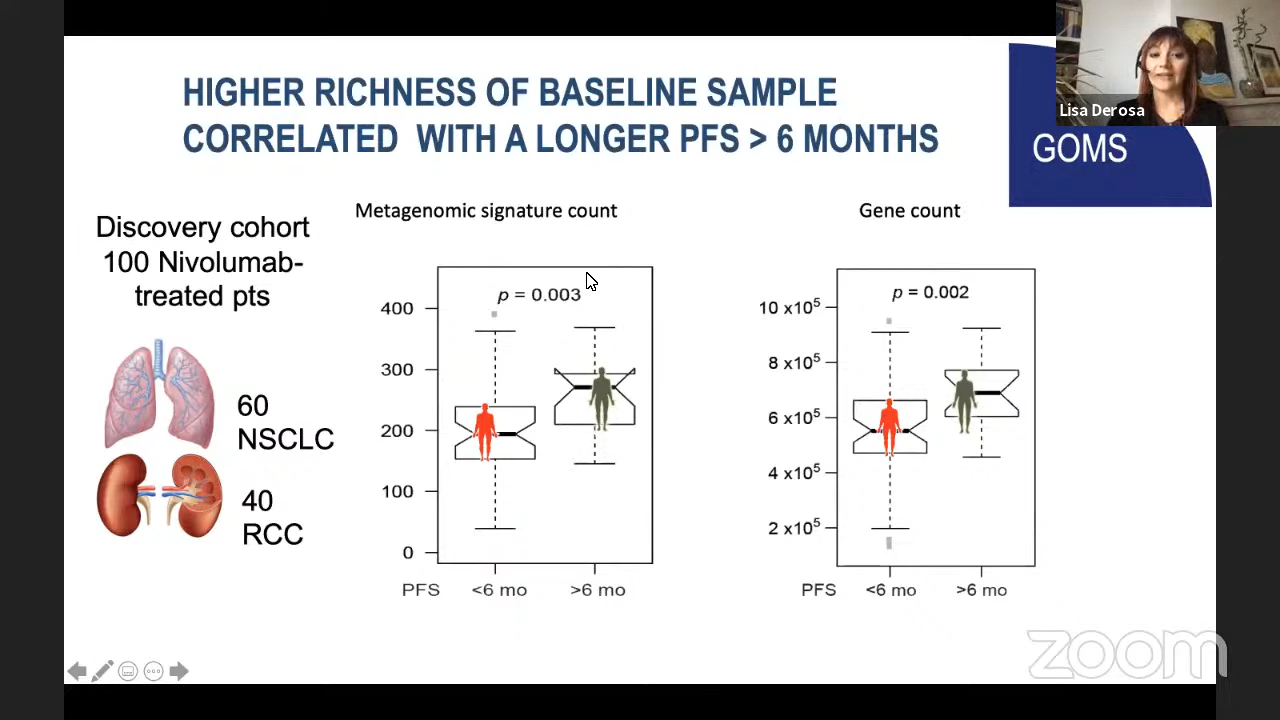 HIGHER RICHNESS OF BASELINE SAMPLE
CORRELATED WITH A LONGER PFS > 6 MONTHS
Lisa Derosa
GOMS
Discovery cohort
100 Nivolumab-
treated pts
60
NSCLC
40
RCC
Metagenomic signature count
p = 0.003
400
300
200
100
0
PFS <6 mo >6 mo
Gene count
p = 0.002
10 x10⁵
8 x10⁵
6 x10⁵
4 x10⁵
2 x10⁵
PFS <6 mo >6 mo
zoom